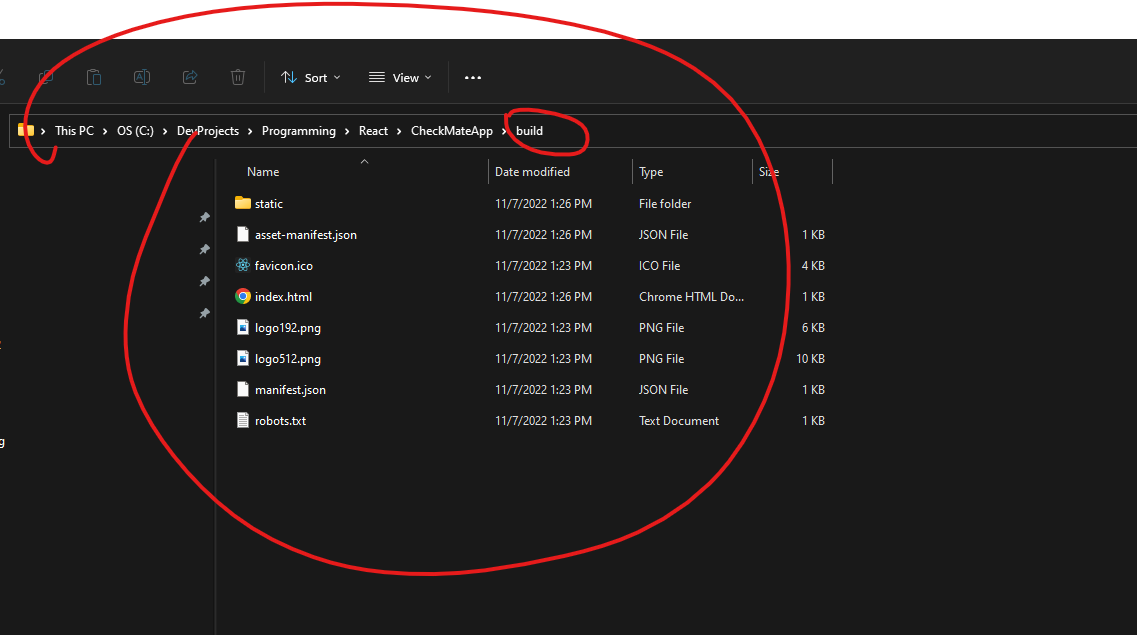 Sort View
This PC > OS (C:) > DevProjects > Programming > React > CheckMateApp > build
Name Date modified Type Size
static 11/7/2022 1:26 PM File folder
asset-manifest.json 11/7/2022 1:26 PM JSON File 1 KB
favicon.ico 11/7/2022 1:23 PM ICO File 4 KB
index.html 11/7/2022 1:26 PM Chrome HTML Do... 1 KB
logo192.png 11/7/2022 1:23 PM PNG File 6 KB
logo512.png 11/7/2022 1:23 PM PNG File 10 KB
manifest.json 11/7/2022 1:23 PM JSON File 1 KB
robots.txt 11/7/2022 1:23 PM Text Document 1 KB
g